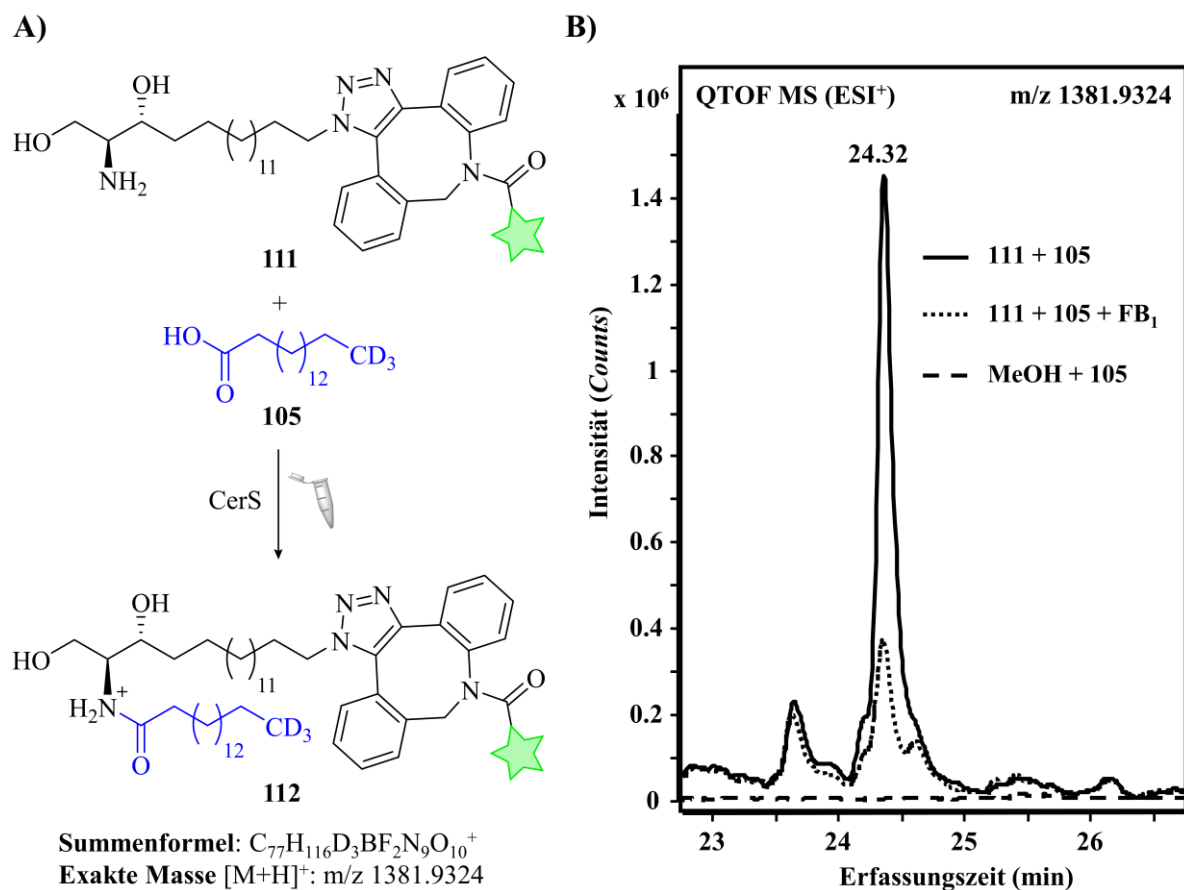 A)
OH
HO
NH2
11
N=N
N
N
O
111
+
HO
O
12
CD3
105
CerS
OH
HO
H2N+
11
N=N
N
N
O
O
12
CD3
112
Summenformel: C77H116D3BF2N9O10+
Exakte Masse [M+H]+: m/z 1381.9324
B)
x 10^6
QTOF MS (ESI+)
m/z 1381.9324
24.32
111 + 105
111 + 105 + FB1
MeOH + 105
Intensität (Counts)
1.4
1.2
1
0.8
0.6
0.4
0.2
0
23
24
25
26
Erfassungszeit (min)